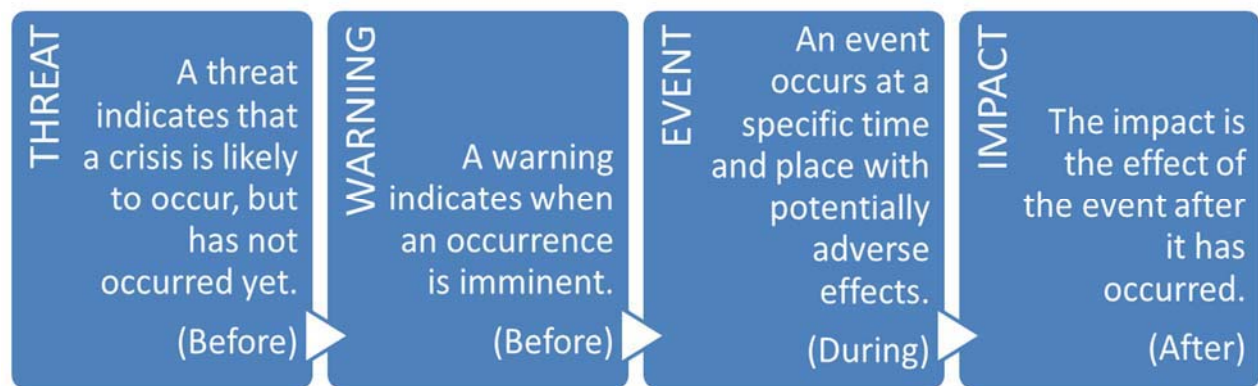 THREAT
A threat
indicates that
a crisis is likely
to occur, but
has not
occurred yet.
(Before)
WARNING
A warning
indicates when
an occurrence
is imminent.
(Before)
EVENT
An event
occurs at a
specific time
and place with
potentially
adverse
effects.
(During)
IMPACT
The impact is
the effect of
the event after
it has
occurred.
(After)